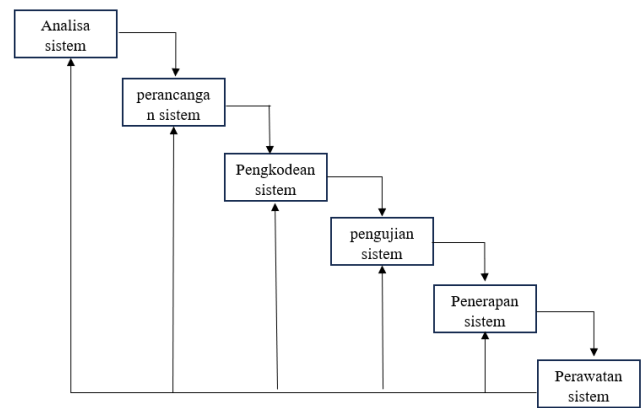 Analisa
sistem
perancanga
n sistem
Pengkodean
sistem
pengujian
sistem
Penerapan
sistem
Perawatan
sistem